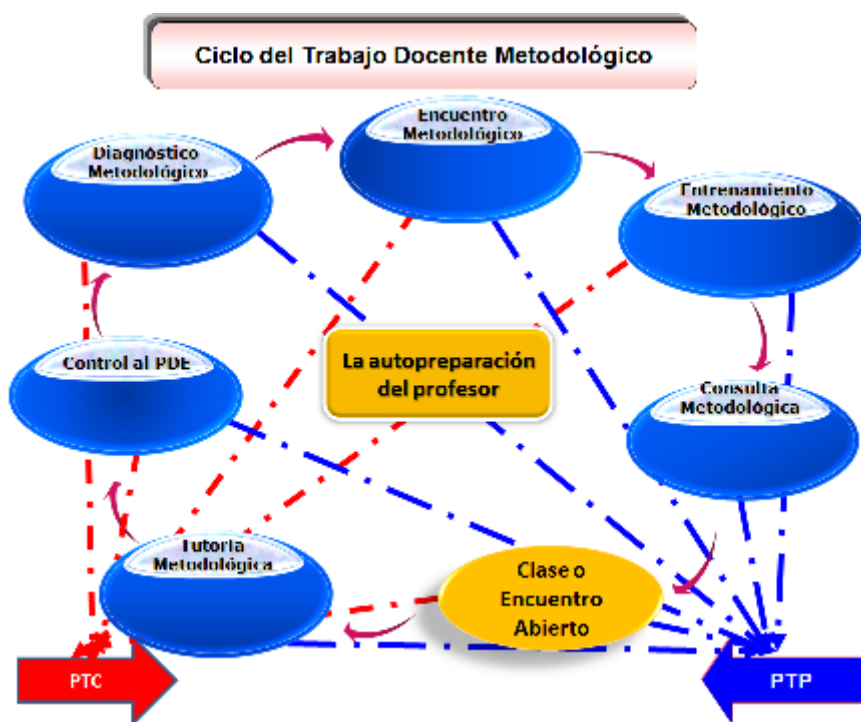 Ciclo del Trabajo Docente Metodológico
Encuentro
Metodológico
Diagnóstico
Metodológico
Entrenamiento
Metodológico
La autopreparación
del profesor
Control al PDE
Consulta
Metodológica
Tutoría
Metodológica
Clase o
Encuentro
Abierto
PTC
PTP